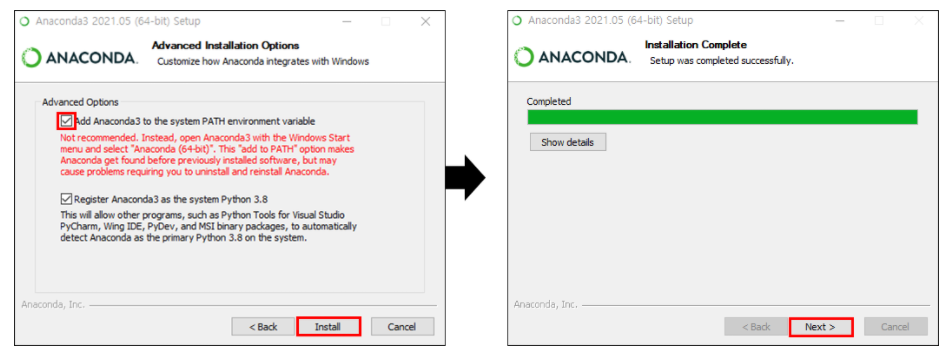 Anaconda3 2021.05 (64-bit) Setup
ANACONDA.
Advanced Installation Options
Customize how Anaconda integrates with Windows
Advanced Options
Add Anaconda3 to the system PATH environment variable
Not recommended. Instead, open Anaconda3 with the Windows Start
menu and select "Anaconda (64-bit)". This "add to PATH" option makes
Anaconda get found before previously installed software, but may
cause problems requiring you to uninstall and reinstall Anaconda.
Register Anaconda3 as the system Python 3.8
This will allow other programs, such as Python Tools for Visual Studio
PyCharm, Wing IDE, PyDev, and MSI binary packages, to automatically
detect Anaconda as the primary Python 3.8 on the system.
Anaconda, Inc.
< Back Install Cancel
Anaconda3 2021.05 (64-bit) Setup
ANACONDA.
Installation Complete
Setup was completed successfully.
Completed
Show details
Anaconda, Inc.
< Back Next > Cancel